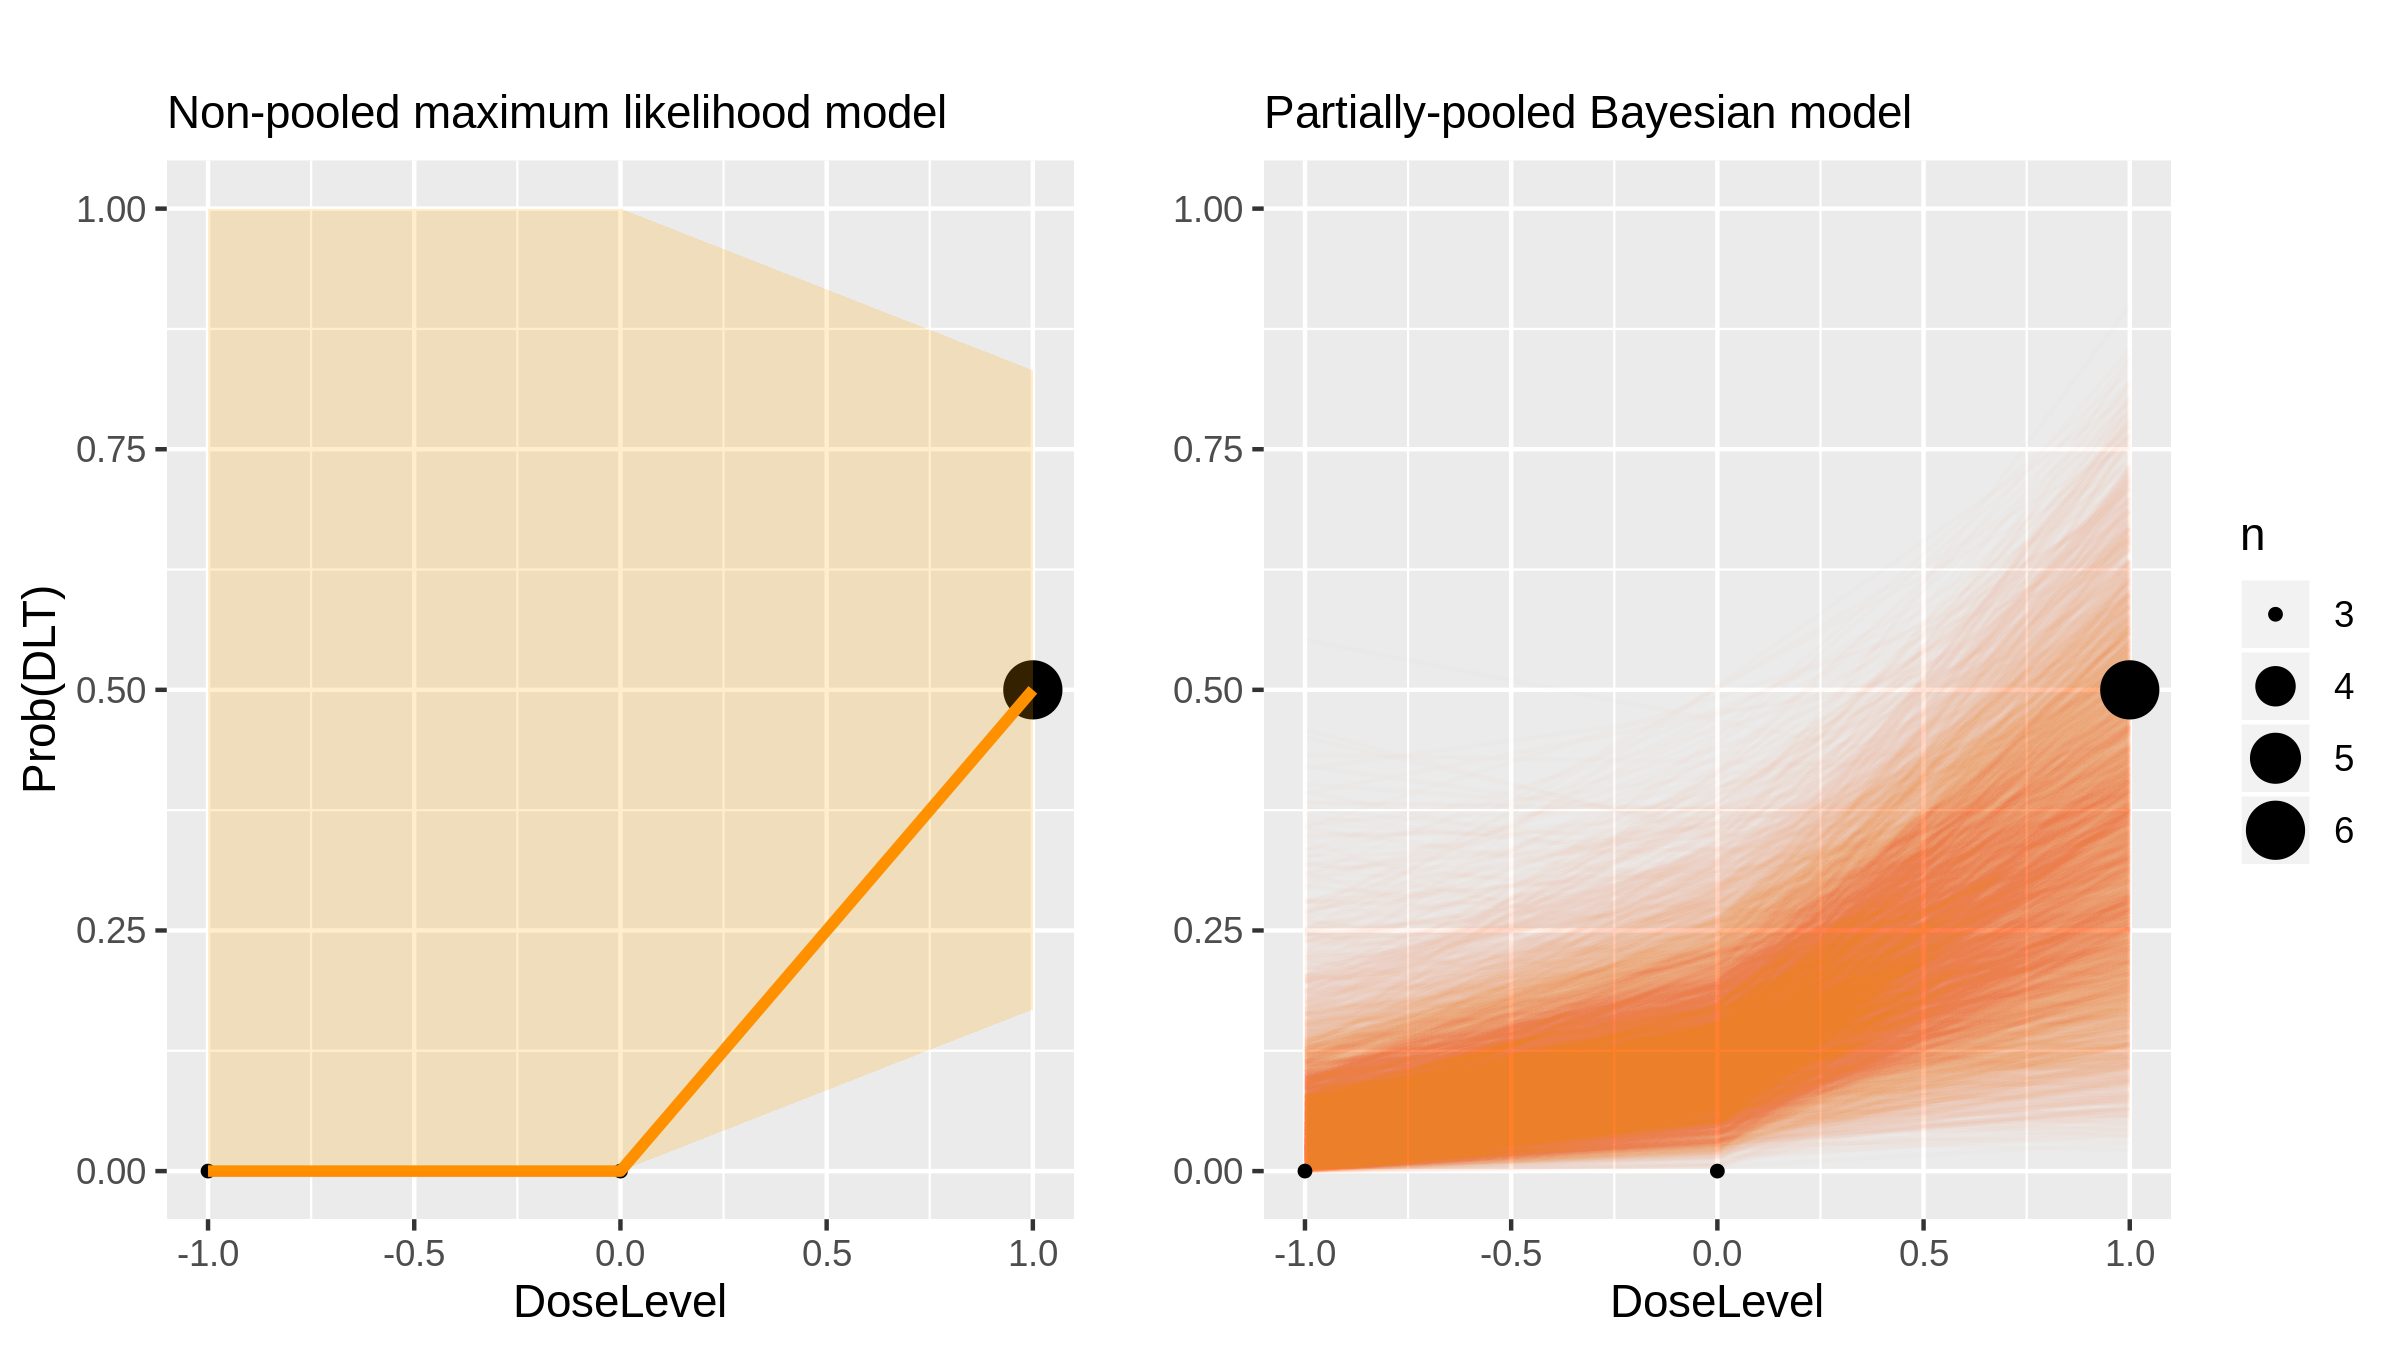 Non-pooled maximum likelihood model
Prob(DLT)
1.00
0.75
0.50
0.25
0.00
-1.0 -0.5 0.0 0.5 1.0
DoseLevel
Partially-pooled Bayesian model
1.00
0.75
0.50
0.25
0.00
-1.0 -0.5 0.0 0.5 1.0
DoseLevel
n
3
4
5
6